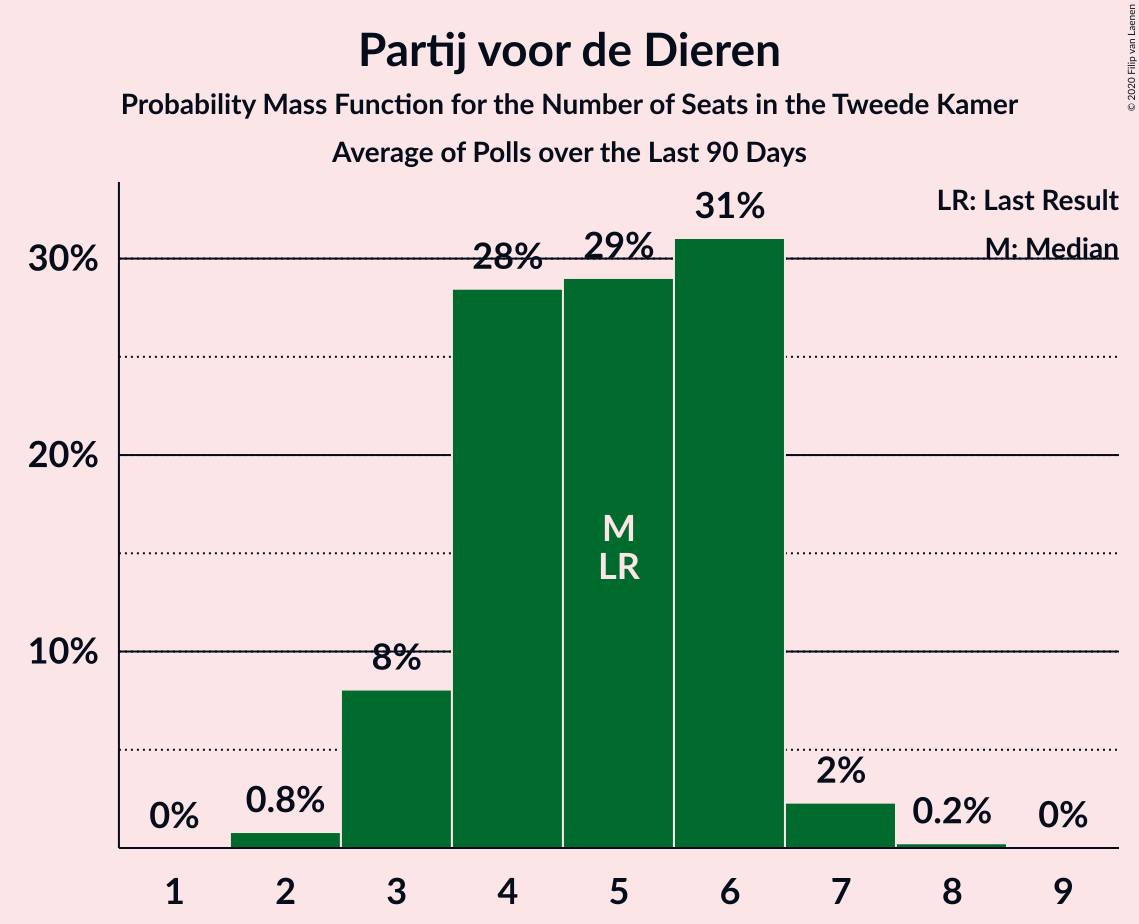 Partij voor de Dieren
Probability Mass Function for the Number of Seats in the Tweede Kamer
Average of Polls over the Last 90 Days
© 2020 Filip van Laenen
LR: Last Result
M: Median
30%
20%
10%
0%
0.8%
8%
28%
29%
31%
2%
0.2%
0%
M
LR
1 2 3 4 5 6 7 8 9